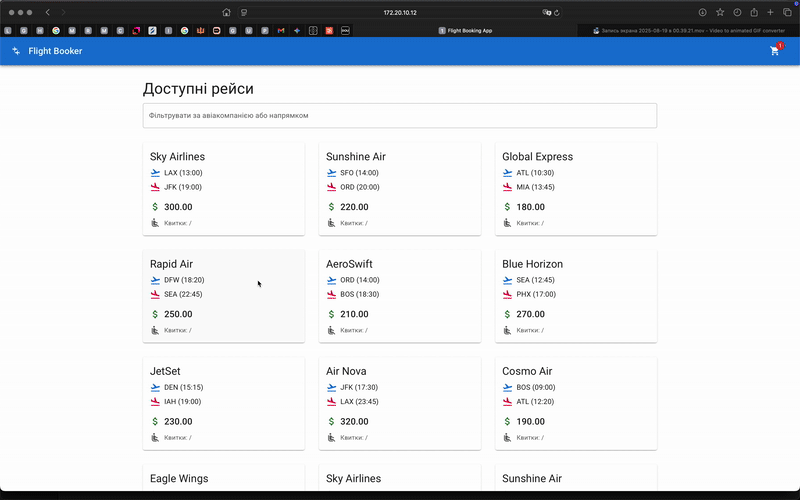 172.20.10.12
Flight Booking App
Запись экрана 2025-08-19 в 00.39.21.mov - Video to animated GIF converter
Flight Booker
1
Доступні рейси
Фільтрувати за авіакомпанією або напрямком
Sky Airlines
LAX (13:00)
JFK (19:00)
$ 300.00
Квитки: /
Sunshine Air
SFO (14:00)
ORD (20:00)
$ 220.00
Квитки: /
Global Express
ATL (10:30)
MIA (13:45)
$ 180.00
Квитки: /
Rapid Air
DFW (18:20)
SEA (22:45)
$ 250.00
Квитки: /
AeroSwift
ORD (14:00)
BOS (18:30)
$ 210.00
Квитки: /
Blue Horizon
SEA (12:45)
PHX (17:00)
$ 270.00
Квитки: /
JetSet
DEN (15:15)
IAH (19:00)
$ 230.00
Квитки: /
Air Nova
JFK (17:30)
LAX (23:45)
$ 320.00
Квитки: /
Cosmo Air
BOS (09:00)
ATL (12:20)
$ 190.00
Квитки: /
Eagle Wings
Sky Airlines
Sunshine Air